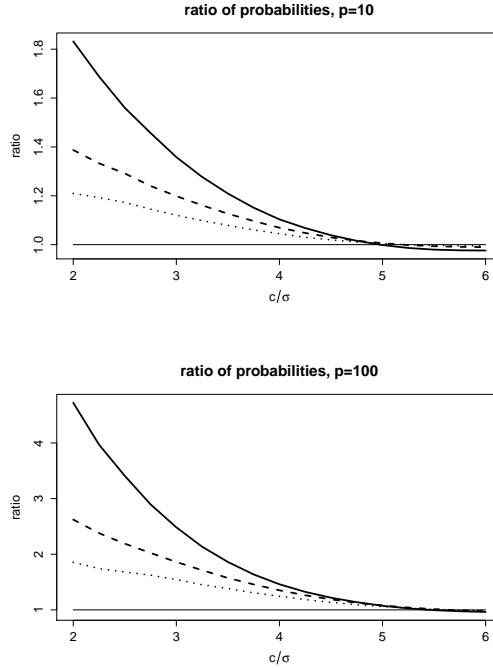 ratio of probabilities, p=10
ratio
1.0 1.2 1.4 1.6 1.8
2 3 4 5 6
c/σ
ratio of probabilities, p=100
ratio
1 2 3 4
2 3 4 5 6
c/σ